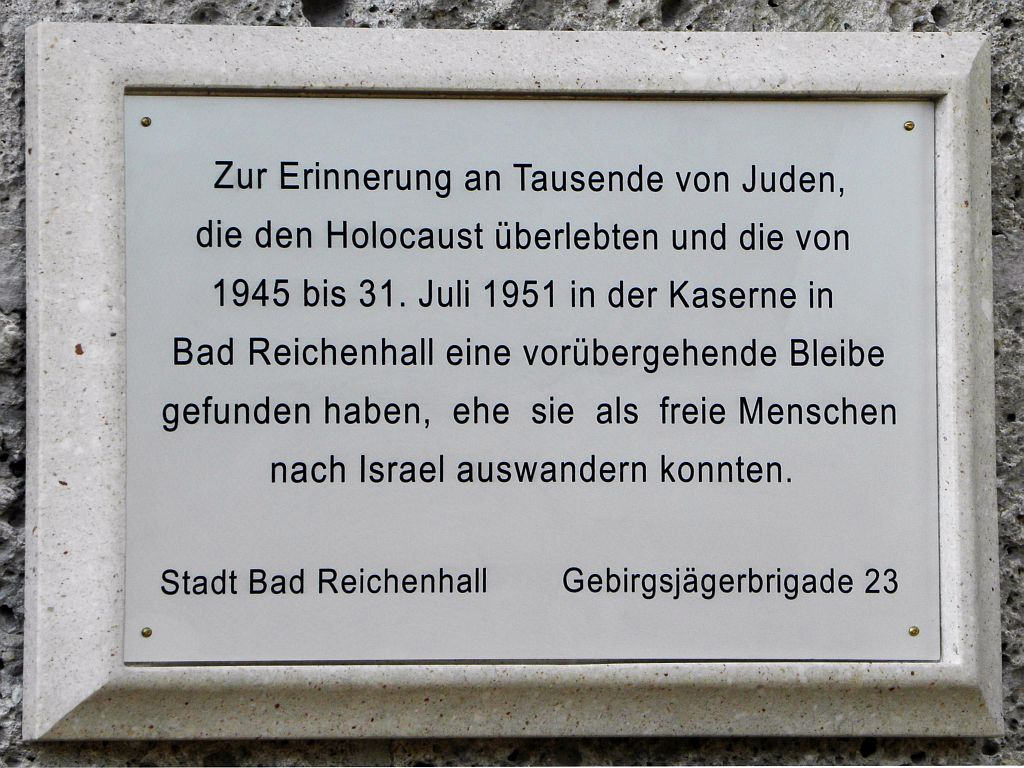 Zur Erinnerung an Tausende von Juden,
die den Holocaust überlebten und die von
1945 bis 31. Juli 1951 in der Kaserne in
Bad Reichenhall eine vorübergehende Bleibe
gefunden haben, ehe sie als freie Menschen
nach Israel auswandern konnten.
Stadt Bad Reichenhall Gebirgsjägerbrigade 23